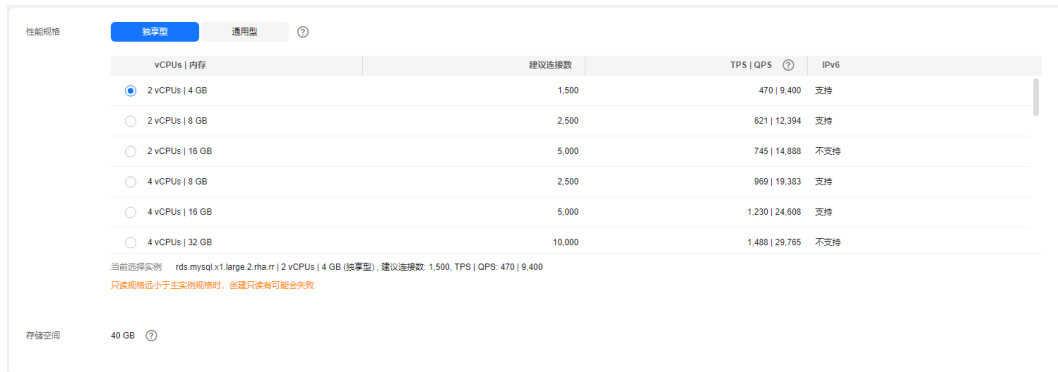 性能规格 独享型 通用型 ?
vCPUs | 内存 建议连接数 TPS | QPS ? IPv6
2 vCPUs | 4 GB 1,500 470 | 9,400 支持
2 vCPUs | 8 GB 2,500 621 | 12,394 支持
2 vCPUs | 16 GB 5,000 745 | 14,888 不支持
4 vCPUs | 8 GB 2,500 969 | 19,383 支持
4 vCPUs | 16 GB 5,000 1,230 | 24,608 支持
4 vCPUs | 32 GB 10,000 1,488 | 29,765 不支持
当前选择实例 rds.mysql.x1.large.2.rha.rr | 2 vCPUs | 4 GB (独享型) , 建议连接数: 1,500, TPS | QPS: 470 | 9,400
只读规格远小于主实例规格时，创建只读有可能会失败
存储空间 40 GB ?